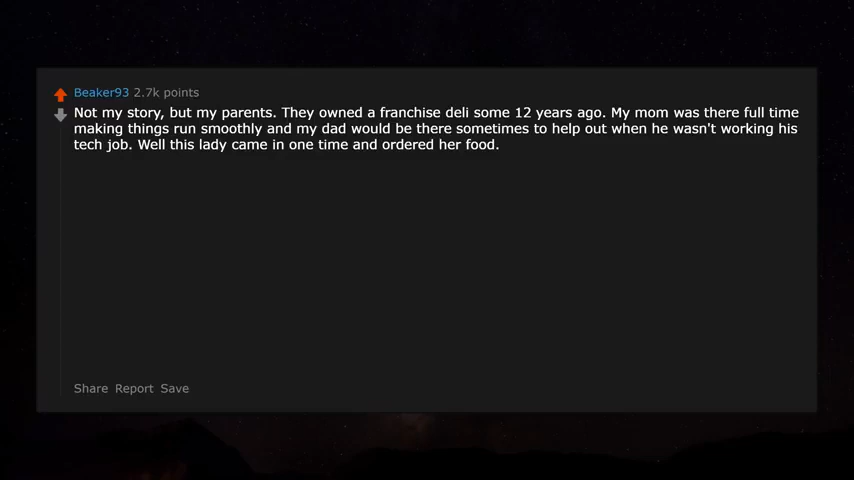 Beaker93 2.7k points
Not my story, but my parents. They owned a franchise deli some 12 years ago. My mom was there full time
making things run smoothly and my dad would be there sometimes to help out when he wasn't working his
tech job. Well this lady came in one time and ordered her food.
Share Report Save